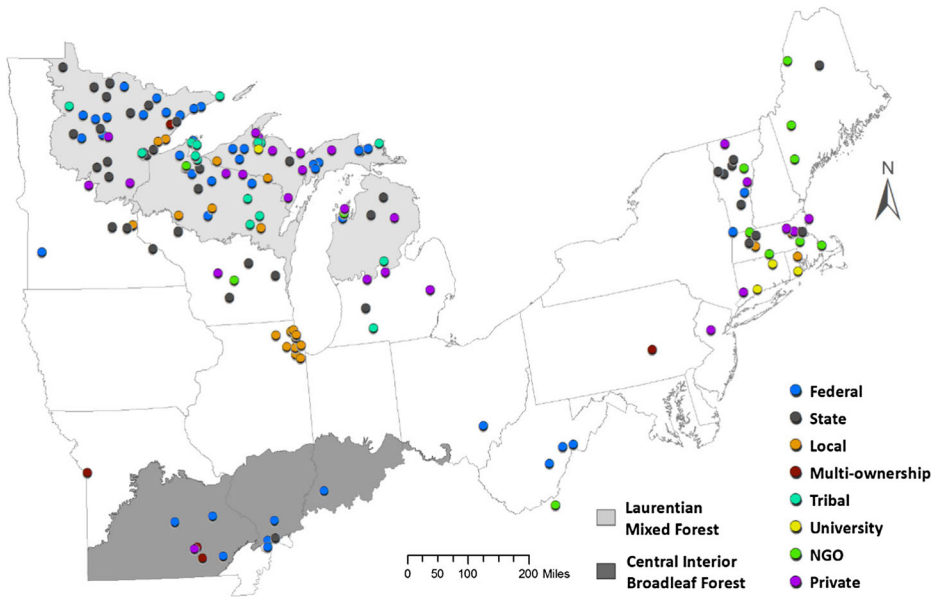 N
Federal
State
Local
Multi-ownership
Tribal
University
NGO
Private
Laurentian
Mixed Forest
Central Interior
Broadleaf Forest
0 50 100 200 Miles